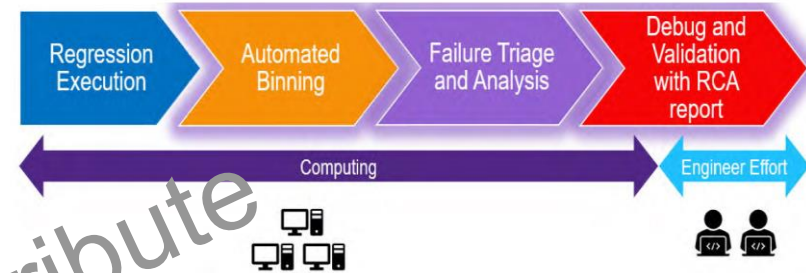 Regression
Execution
Automated
Binning
Failure Triage
and Analysis
Debug and
Validation
with RCA
report
Computing
Engineer Effort
ribute